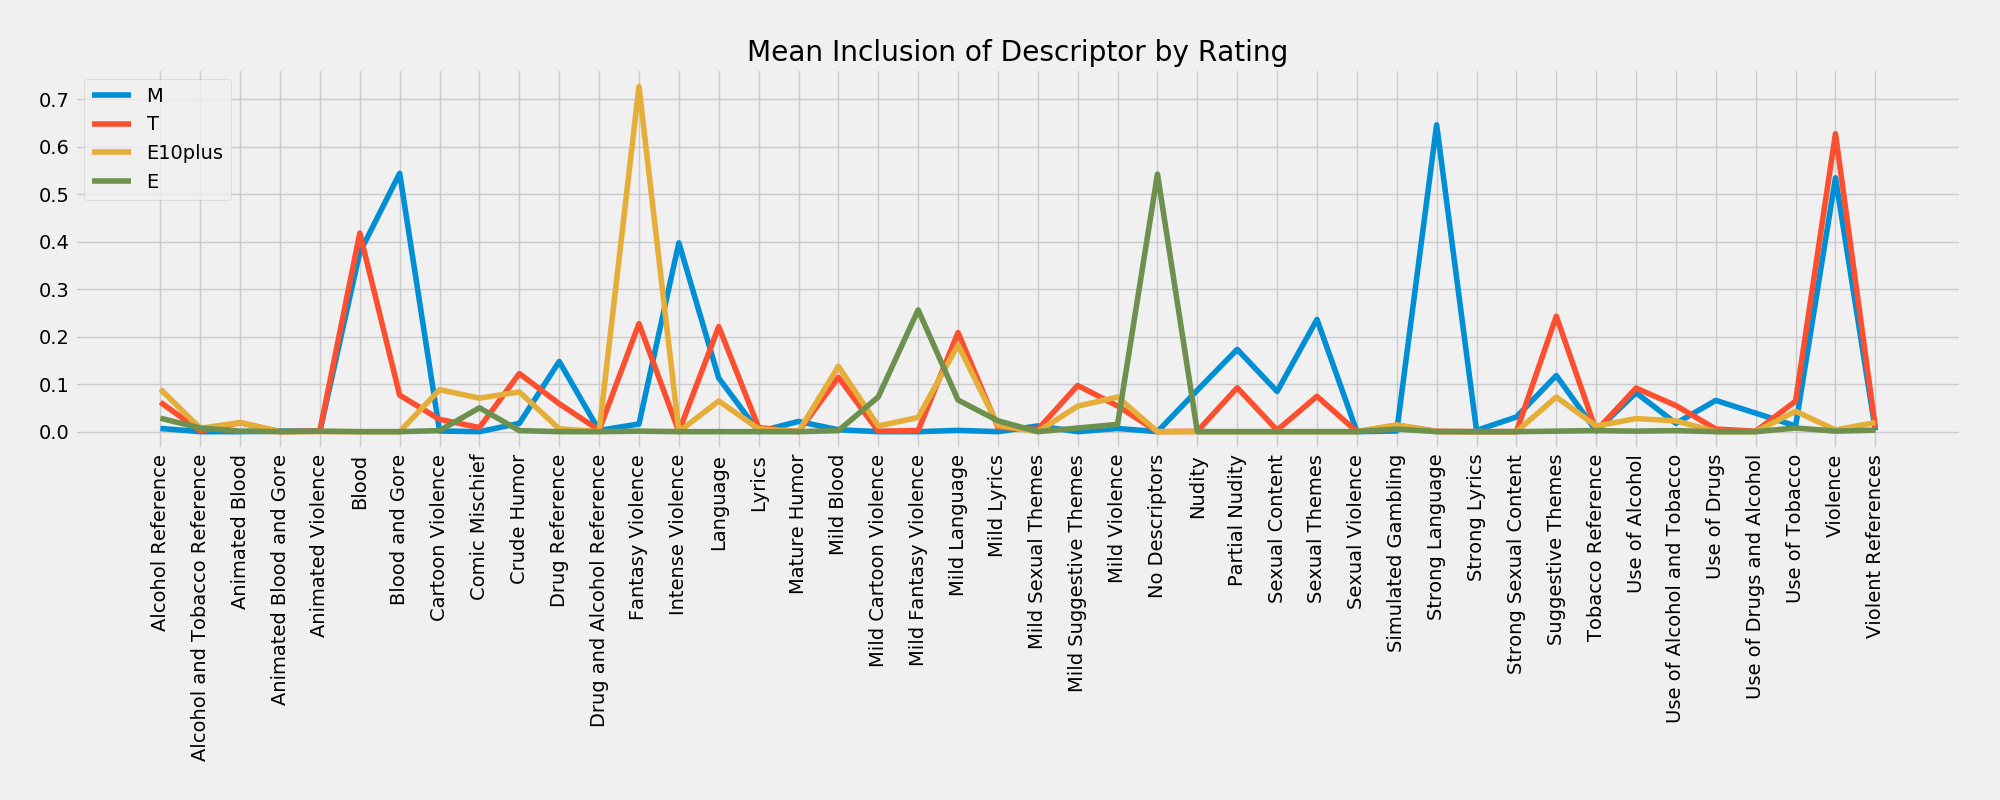 Mean Inclusion of Descriptor by Rating
M
T
E10plus
E
0.7
0.6
0.5
0.4
0.3
0.2
0.1
0.0
Alcohol Reference
Alcohol and Tobacco Reference
Animated Blood
Animated Blood and Gore
Animated Violence
Blood
Blood and Gore
Cartoon Violence
Comic Mischief
Crude Humor
Drug Reference
Drug and Alcohol Reference
Fantasy Violence
Intense Violence
Language
Lyrics
Mature Humor
Mild Blood
Mild Cartoon Violence
Mild Fantasy Violence
Mild Language
Mild Lyrics
Mild Sexual Themes
Mild Suggestive Themes
Mild Violence
No Descriptors
Nudity
Partial Nudity
Sexual Content
Sexual Themes
Sexual Violence
Simulated Gambling
Strong Language
Strong Lyrics
Strong Sexual Content
Suggestive Themes
Tobacco Reference
Use of Alcohol
Use of Alcohol and Tobacco
Use of Drugs
Use of Drugs and Alcohol
Use of Tobacco
Violence
Violent References